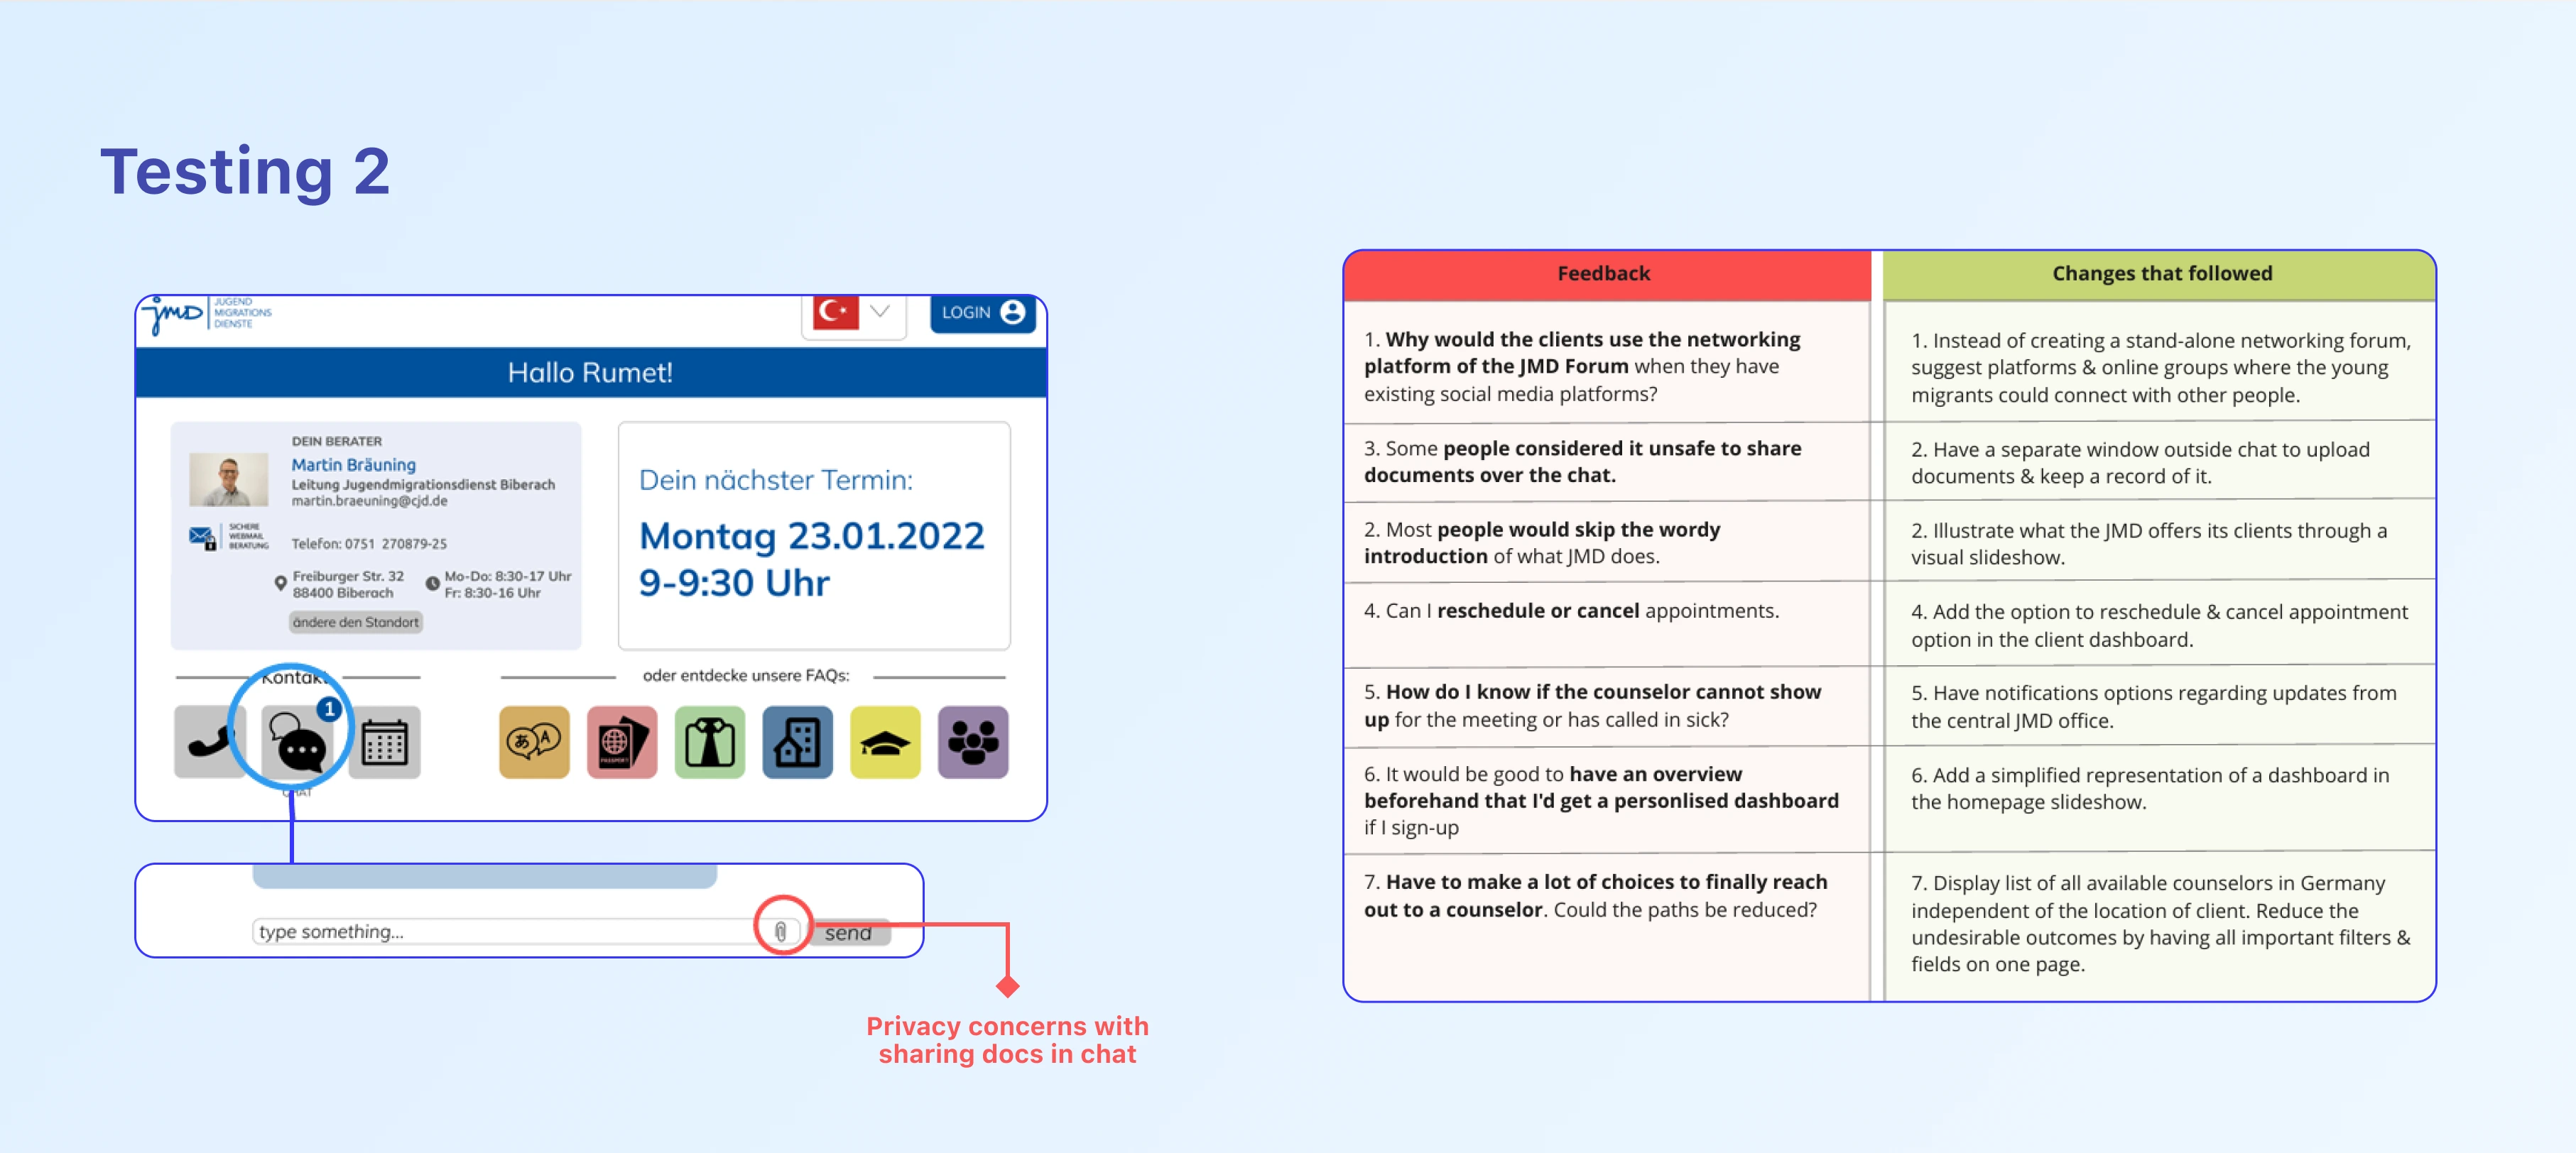 Testing 2
jmD
JUGEND
MIGRATIONS
DIENSTE
LOGIN
Hallo Rumet!
DEIN BERATER
Martin Bräuning
Leitung Jugendmigrationsdienst Biberach
martin.braeuning@cjd.de
SICHERE
WEBMAIL
BERATUNG
Telefon: 0751 270879-25
Freiburger Str. 32
88400 Biberach
Mo-Do: 8:30-17 Uhr
Fr: 8:30-16 Uhr
ändere den Standort
Dein nächster Termin:
Montag 23.01.2022
9-9:30 Uhr
Kontakt
oder entdecke unsere FAQs:
1
あ A
PASSPORT
CHAT
type something...
send
Privacy concerns with
sharing docs in chat
Feedback
Changes that followed
1. Why would the clients use the networking
platform of the JMD Forum when they have
existing social media platforms?
1. Instead of creating a stand-alone networking forum,
suggest platforms & online groups where the young
migrants could connect with other people.
3. Some people considered it unsafe to share
documents over the chat.
2. Have a separate window outside chat to upload
documents & keep a record of it.
2. Most people would skip the wordy
introduction of what JMD does.
2. Illustrate what the JMD offers its clients through a
visual slideshow.
4. Can I reschedule or cancel appointments.
4. Add the option to reschedule & cancel appointment
option in the client dashboard.
5. How do I know if the counselor cannot show
up for the meeting or has called in sick?
5. Have notifications options regarding updates from
the central JMD office.
6. It would be good to have an overview
beforehand that I'd get a personlised dashboard
if I sign-up
6. Add a simplified representation of a dashboard in
the homepage slideshow.
7. Have to make a lot of choices to finally reach
out to a counselor. Could the paths be reduced?
7. Display list of all available counselors in Germany
independent of the location of client. Reduce the
undesirable outcomes by having all important filters &
fields on one page.